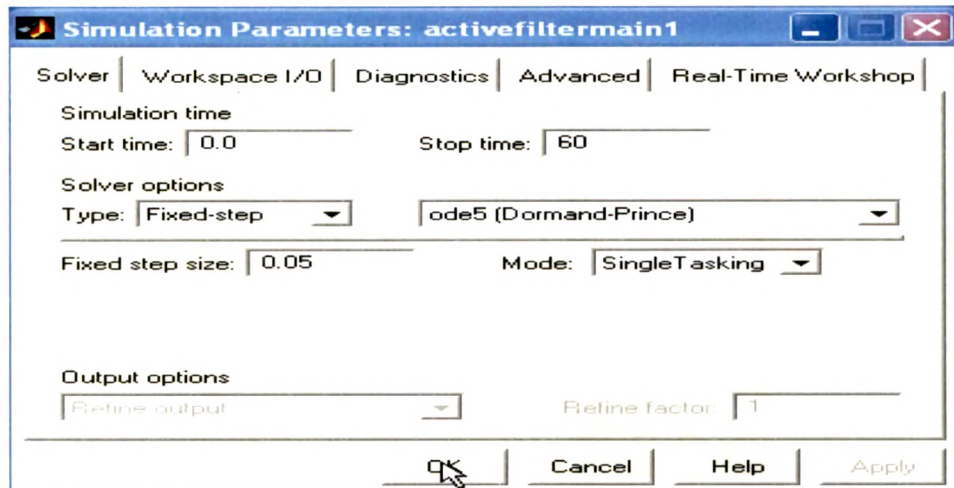 Simulation Parameters: activefiltermain1
Solver Workspace I/O Diagnostics Advanced Real-Time Workshop
Simulation time
Start time: 0.0 Stop time: 60
Solver options
Type: Fixed-step ode5 (Dormand-Prince)
Fixed step size: 0.05 Mode: SingleTasking
Output options
Refine output Refine factor: 1
OK Cancel Help Apply